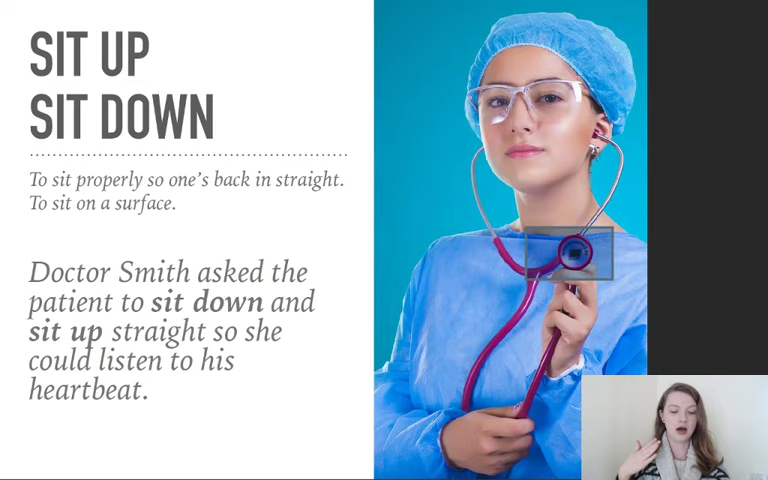 SIT UP
SIT DOWN
To sit properly so one's back in straight.
To sit on a surface.
Doctor Smith asked the
patient to sit down and
sit up straight so she
could listen to his
heartbeat.